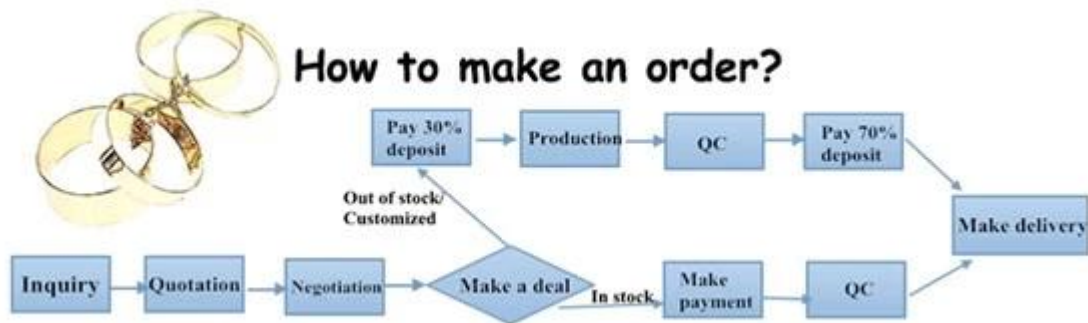 How to make an order?
Pay 30%
deposit
Production
QC
Pay 70%
deposit
Out of stock/
Customized
Make delivery
Inquiry
Quotation
Negotiation
Make a deal
In stock
Make
payment
QC